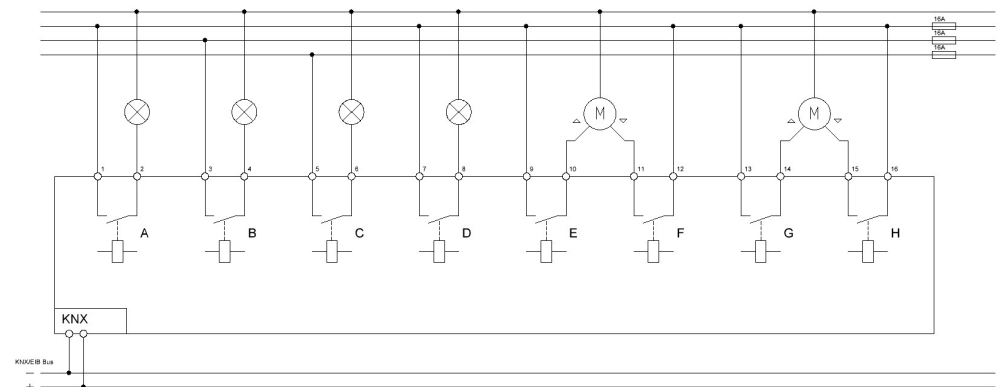 16A
16A
16A
M M
1 2 3 4 5 6 7 8 9 10 11 12 13 14 15 16
A B C D E F G H
KNX
KNX/EIB Bus
−
+